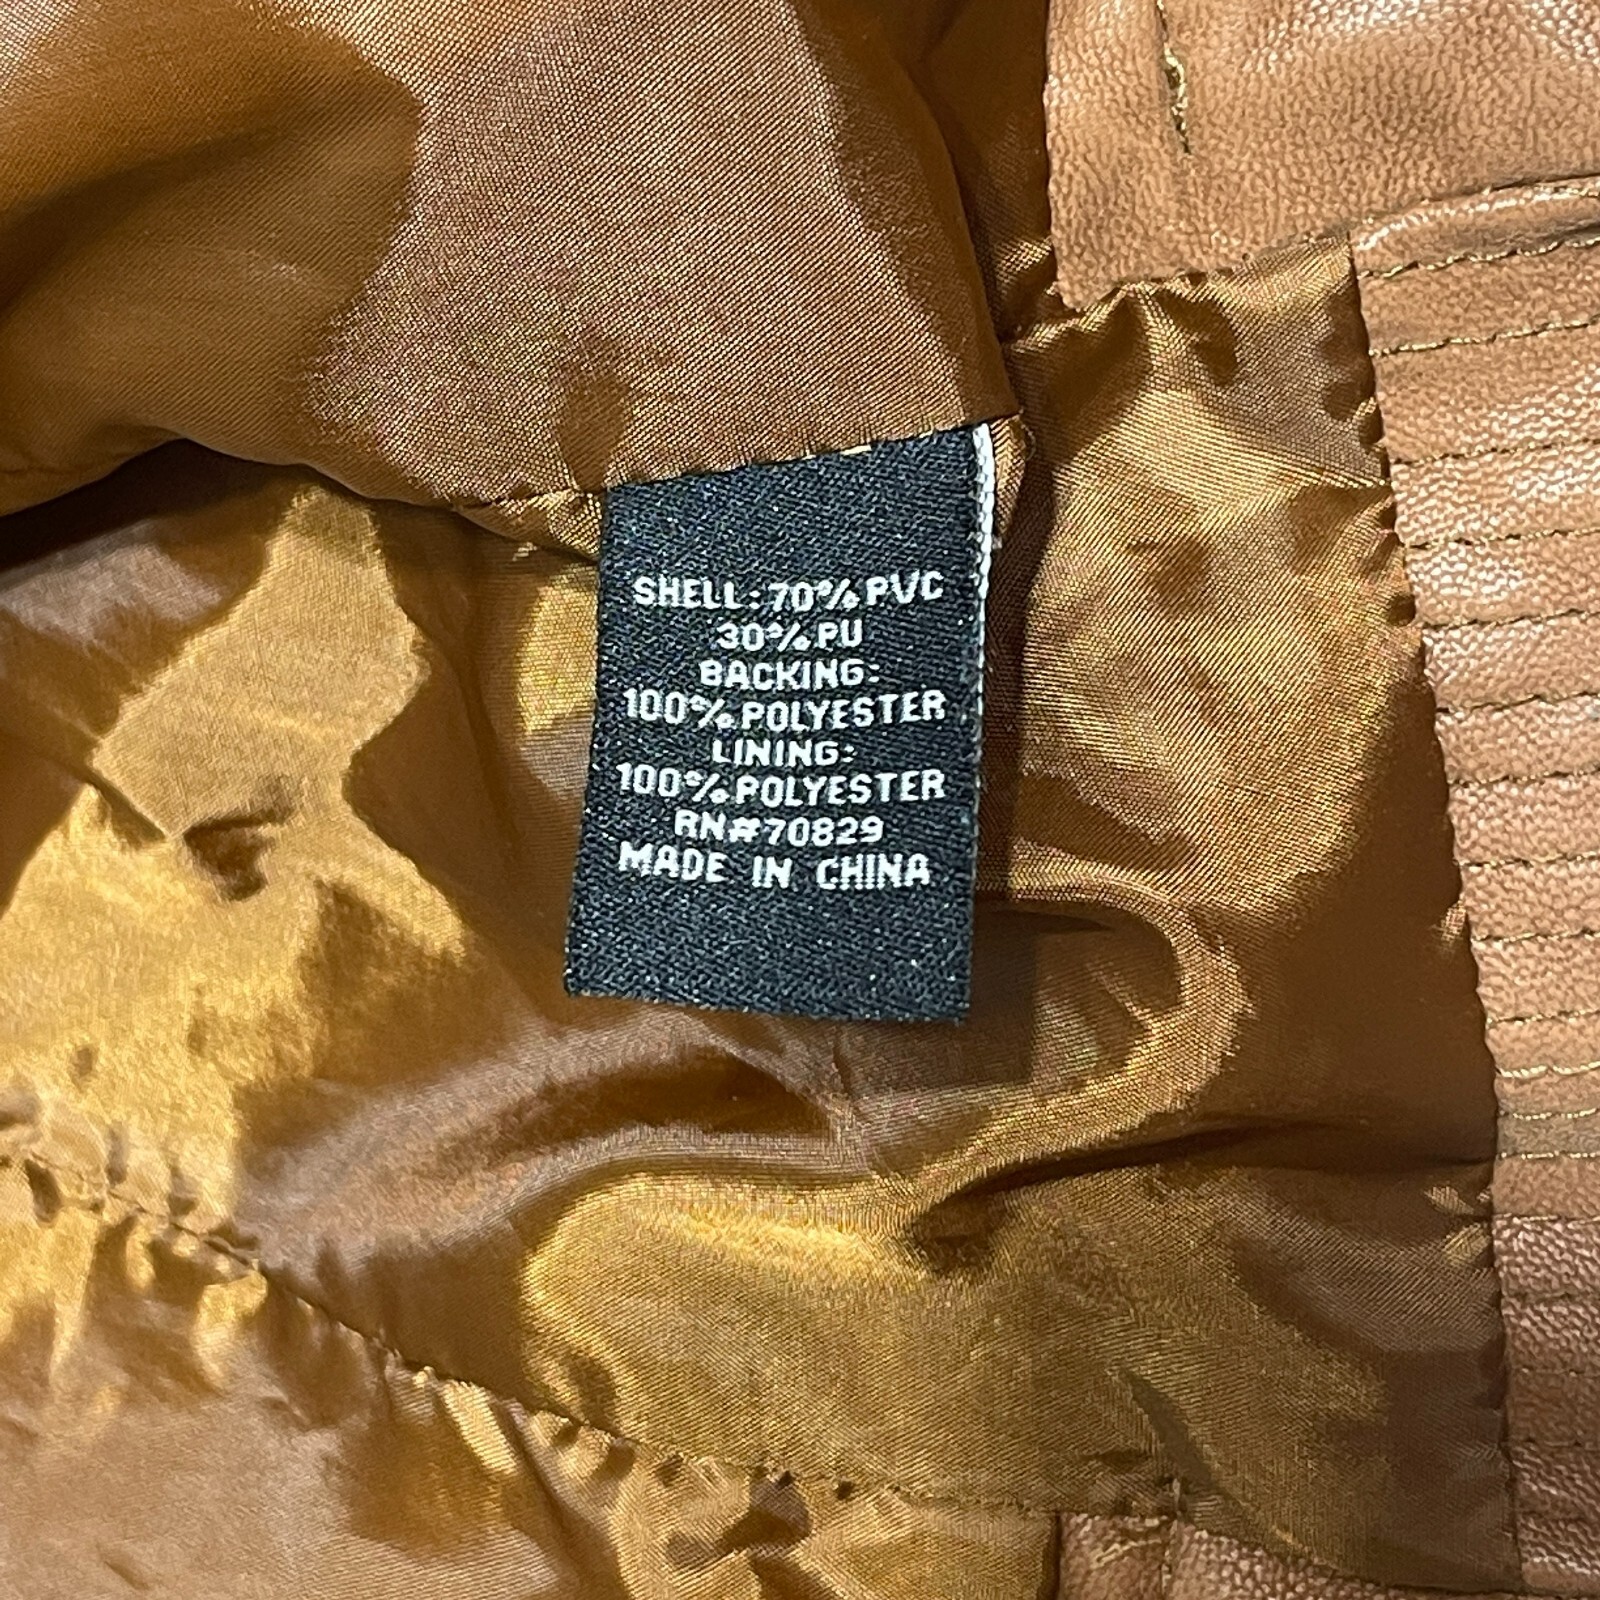 SHELL: 70% PVC
30% PU
BACKING:
100% POLYESTER
LINING:
100% POLYESTER
RN#70829
MADE IN CHINA